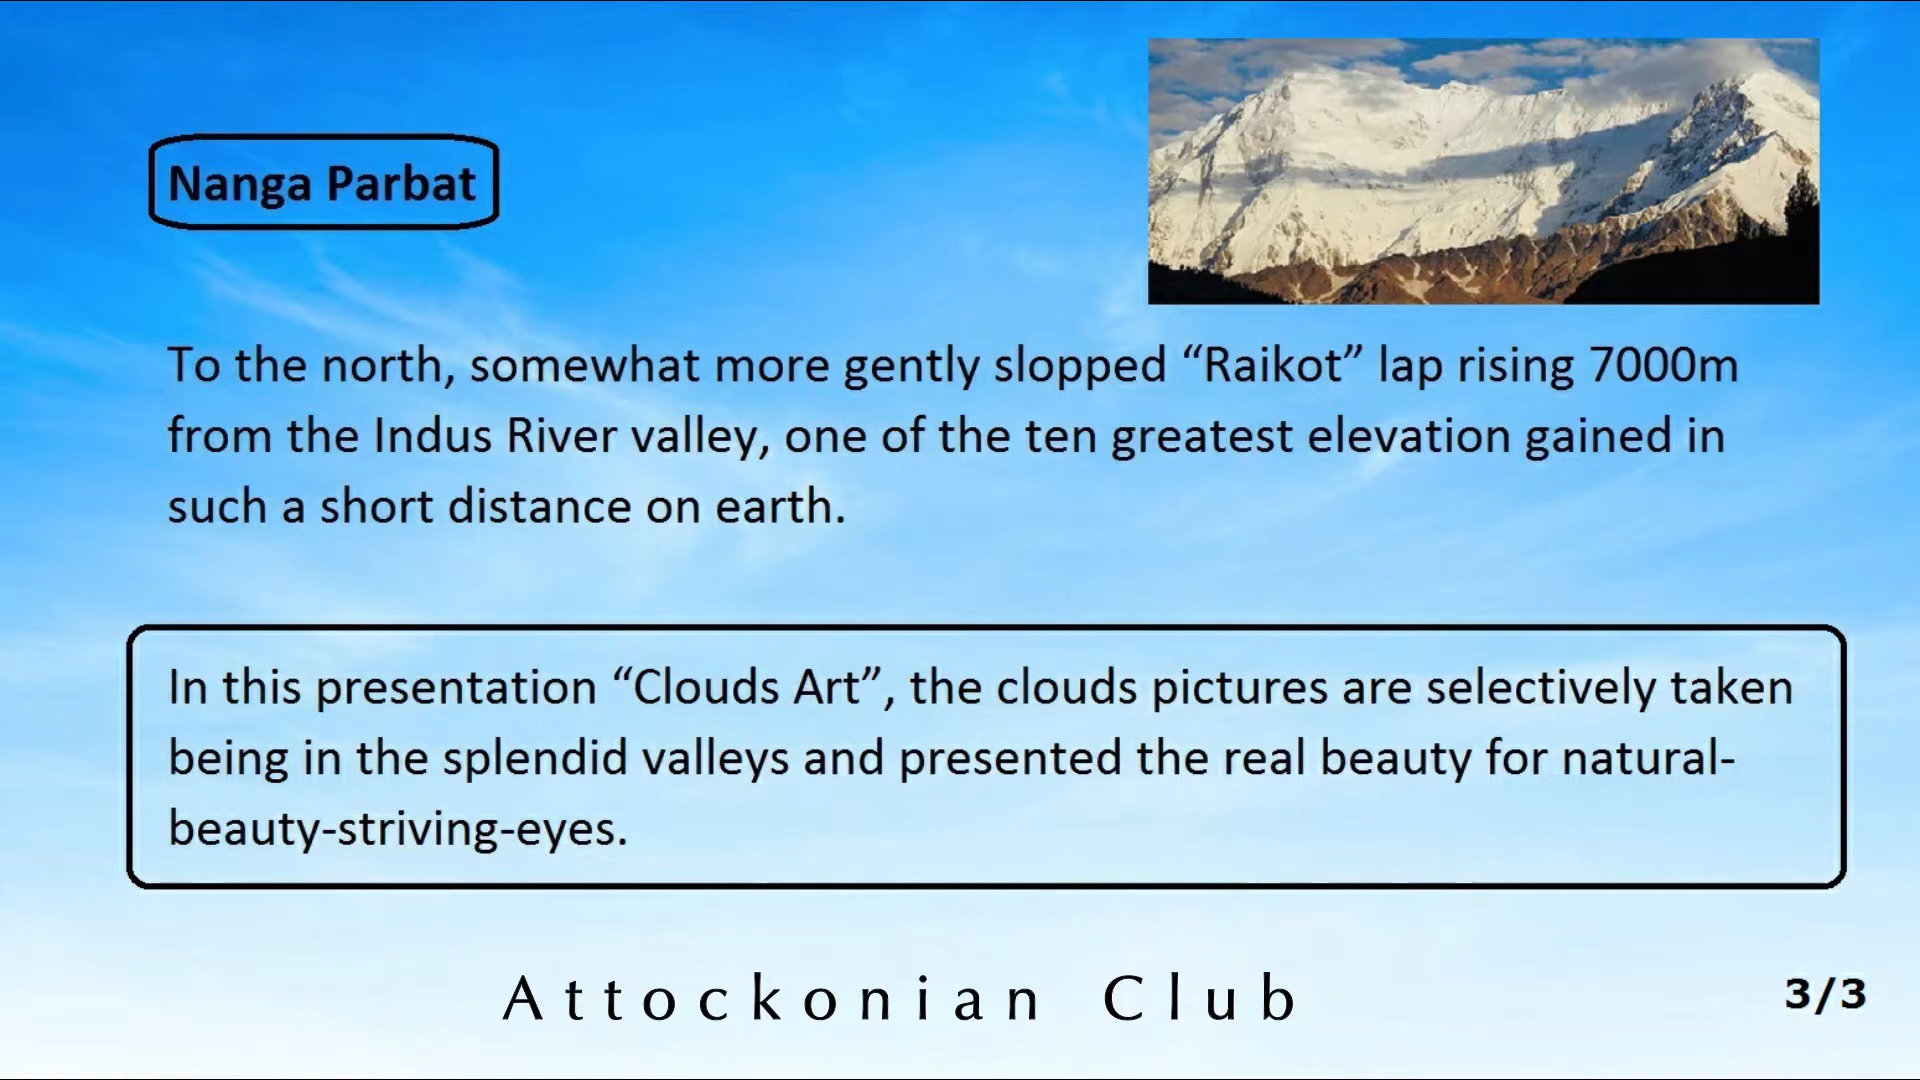 Nanga Parbat
To the north, somewhat more gently slopped “Raikot” lap rising 7000m
from the Indus River valley, one of the ten greatest elevation gained in
such a short distance on earth.
In this presentation “Clouds Art”, the clouds pictures are selectively taken
being in the splendid valleys and presented the real beauty for natural-
beauty-striving-eyes.
Attockonian Club
3/3